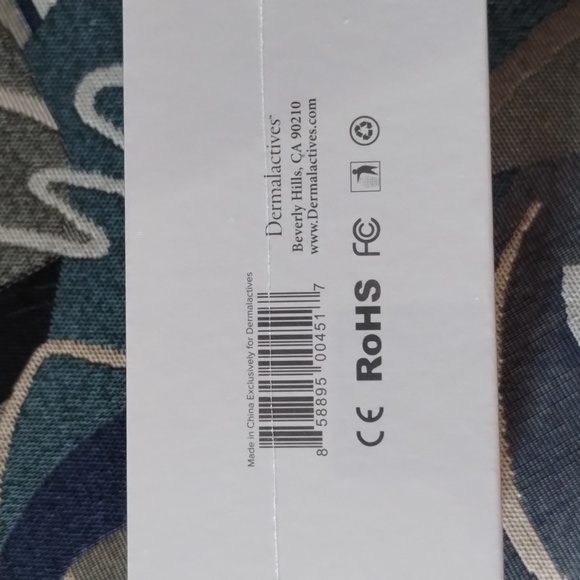 Dermalactives™
Beverly Hills, CA 90210
www.Dermalactives.com
Made in China Exclusively for Dermalactives
8 58895 00451 7
CE RoHS FC